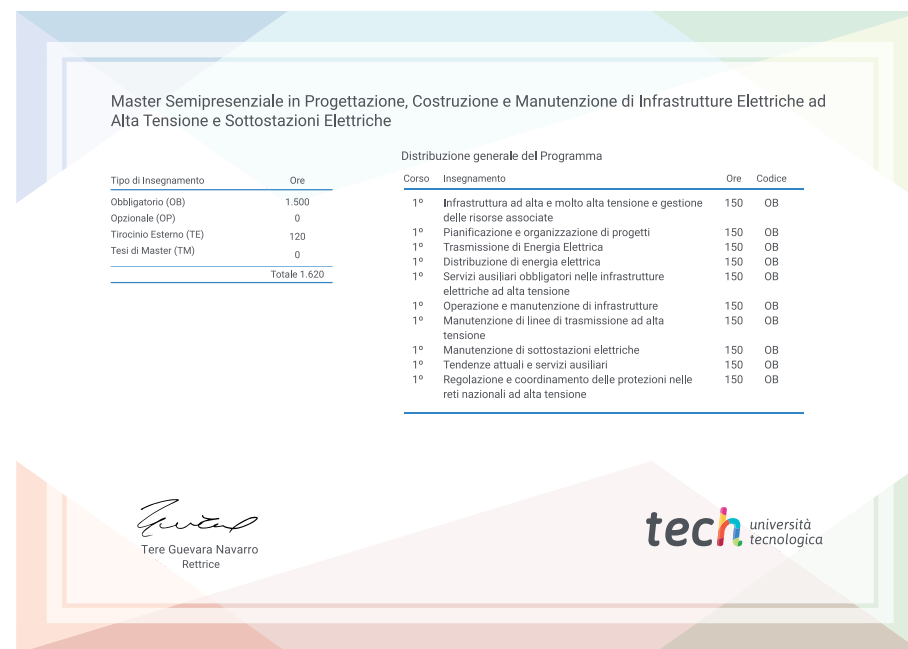 Master Semipresenziale in Progettazione, Costruzione e Manutenzione di Infrastrutture Elettriche ad
Alta Tensione e Sottostazioni Elettriche
Tipo di Insegnamento Ore
Obbligatorio (OB) 1.500
Opzionale (OP) 0
Tirocinio Esterno (TE) 120
Tesi di Master (TM) 0
Totale 1.620
Distribuzione generale del Programma
Corso Insegnamento Ore Codice
1º Infrastruttura ad alta e molto alta tensione e gestione 150 OB
delle risorse associate
1º Pianificazione e organizzazione di progetti 150 OB
1º Trasmissione di Energia Elettrica 150 OB
1º Distribuzione di energia elettrica 150 OB
1º Servizi ausiliari obbligatori nelle infrastrutture 150 OB
elettriche ad alta tensione
1º Operazione e manutenzione di infrastrutture 150 OB
1º Manutenzione di linee di trasmissione ad alta 150 OB
tensione
1º Manutenzione di sottostazioni elettriche 150 OB
1º Tendenze attuali e servizi ausiliari 150 OB
1º Regolazione e coordinamento delle protezioni nelle 150 OB
reti nazionali ad alta tensione
Tere Guevara Navarro
Rettrice
tech università
tecnologica